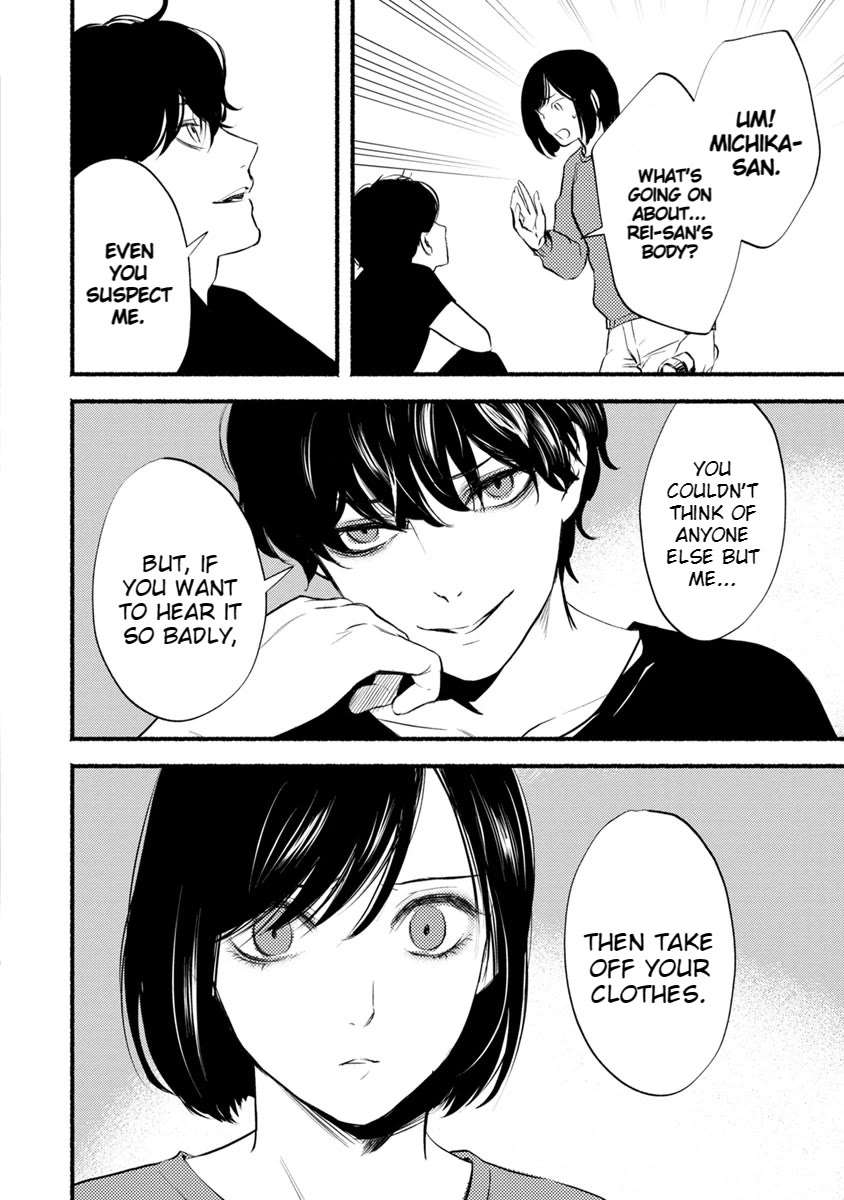 UM!
MICHIKA-
SAN.
WHAT'S
GOING ON
ABOUT...
REI-SAN'S
BODY?
EVEN
YOU
SUSPECT
ME.
YOU
COULDN'T
THINK OF
ANYONE
ELSE BUT
ME...
BUT, IF
YOU WANT
TO HEAR IT
SO BADLY,
THEN TAKE
OFF YOUR
CLOTHES.